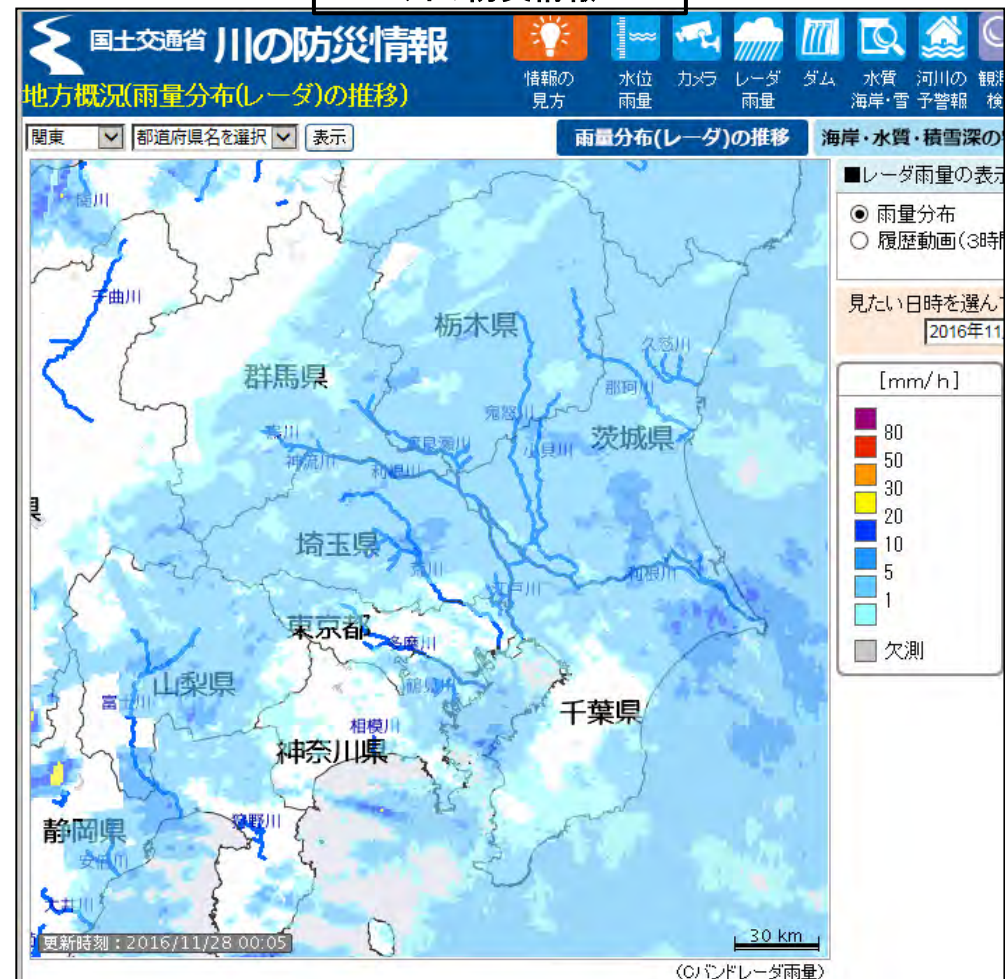 国土交通省 川の防災情報
地方概況(雨量分布(レーダ)の推移)
情報の
見方
水位
雨量
カメラ
レーダ
雨量
ダム
水質
海岸・雪
河川の
予警報
関東
都道府県名を選択
表示
雨量分布(レーダ)の推移
海岸・水質・積雪深の
■レーダ雨量の表示
雨量分布
履歴動画(3時間
見たい日時を選ん
2016年11
[mm/h]
80
50
30
20
10
5
1
欠測
関川
千曲川
栃木県
久慈川
群馬県
那珂川
鬼怒川
茨城県
烏川
渡良瀬川
小貝川
神流川
利根川
埼玉県
荒川
利根川
江戸川
東京都
多摩川
山梨県
鶴見川
富士川
千葉県
相模川
神奈川県
静岡県
狩野川
安倍川
大井川
更新時刻：2016/11/28 00:05
30 km
(Cバンドレーダ雨量)